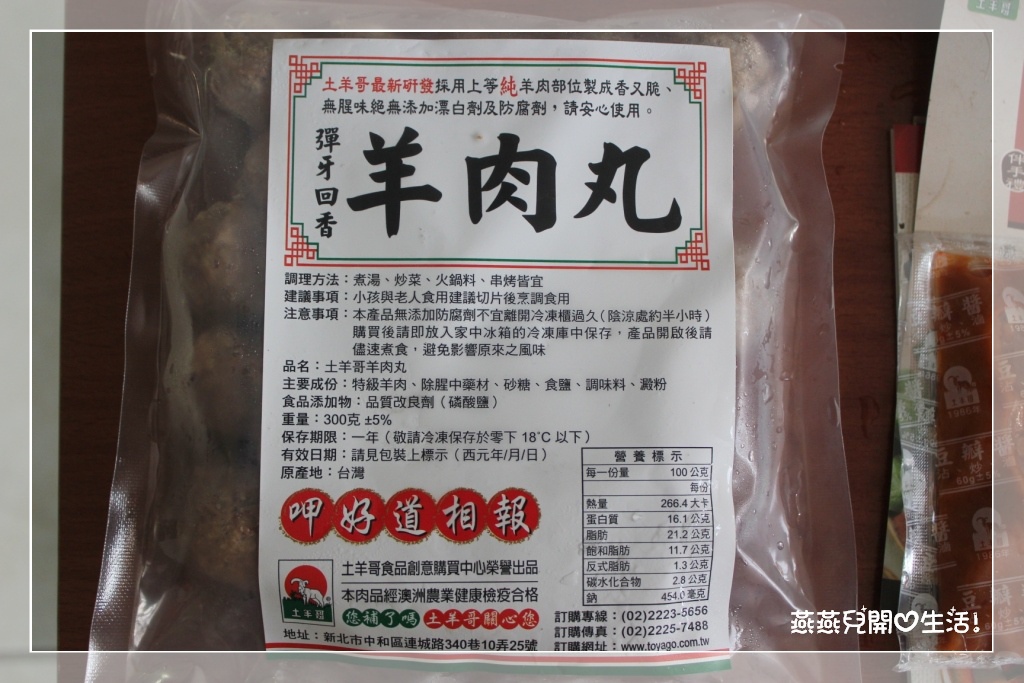 土羊哥最新研發採用上等純羊肉部位製成香又脆、
無腥味絕無添加漂白劑及防腐劑，請安心使用。
彈牙回香
羊肉丸
調理方法：煮湯、炒菜、火鍋料、串烤皆宜
建議事項：小孩與老人食用建議切片後烹調食用
注意事項：本產品無添加防腐劑不宜離開冷凍櫃過久（陰涼處約半小時）
購買後請即放入家中冰箱的冷凍庫中保存，產品開啟後請
儘速煮食，避免影響原來之風味
品名：土羊哥羊肉丸
主要成份：特級羊肉、除腥中藥材、砂糖、食鹽、調味料、澱粉
食品添加物：品質改良劑（磷酸鹽）
重量：300克 ±5%
保存期限：一年（敬請冷凍保存於零下 18˚C 以下）
有效日期：請見包裝上標示（西元年/月/日）
原產地：台灣
營養標示
每一份量 100 公克
每份
熱量 266.4 大卡
蛋白質 16.1 公克
脂肪 21.2 公克
飽和脂肪 11.7 公克
反式脂肪 1.3 公克
碳水化合物 2.8 公克
鈉 454.0 毫克
呷好道相報
土羊哥
土羊哥食品創意購買中心榮譽出品
本肉品經澳洲農業健康檢疫合格
您補了嗎 土羊哥關心您
地址：新北市中和區連城路340巷10弄25號
訂購專線：(02)2223-5656
訂購傳真：(02)2225-7488
訂購網址：www.toyago.com.tw
1986年
燕燕兒開♡生活!